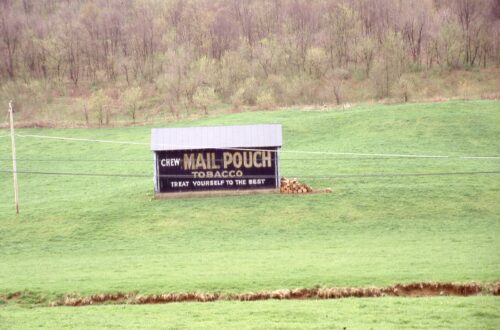 CHEW MAIL POUCH
TOBACCO
TREAT YOURSELF TO THE BEST